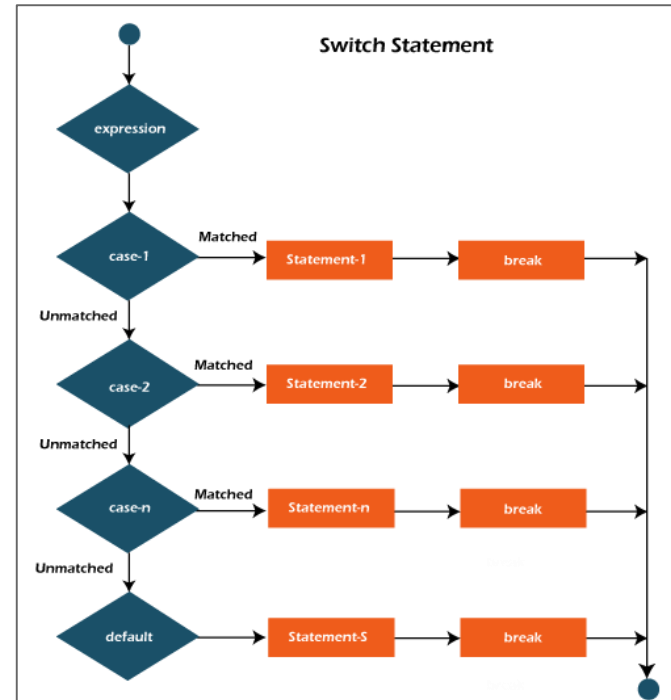 Switch Statement
expression
case-1
Matched
Statement-1
break
Unmatched
case-2
Matched
Statement-2
break
Unmatched
case-n
Matched
Statement-n
break
Unmatched
default
Statement-S
break